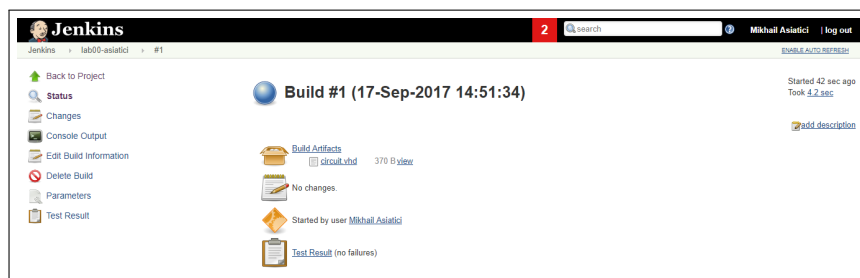 Jenkins
2
search
Mikhail Asiatici | log out
Jenkins › lab00-asiatici › #1
ENABLE AUTO REFRESH
Back to Project
Status
Changes
Console Output
Edit Build Information
Delete Build
Parameters
Test Result
Build #1 (17-Sep-2017 14:51:34)
Started 42 sec ago
Took 4.2 sec
add description
Build Artifacts
circuit.vhd 370 B view
No changes.
Started by user Mikhail Asiatici
Test Result (no failures)